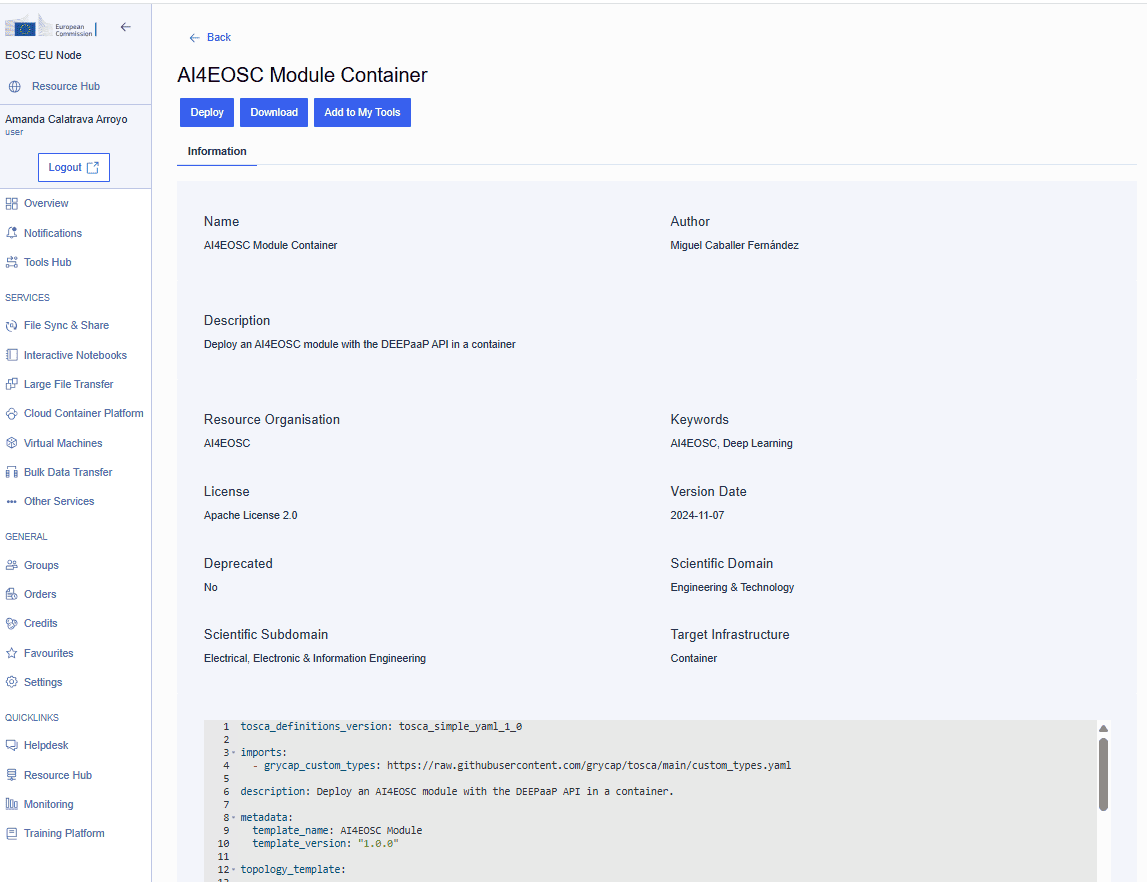 European
Commission
EOSC EU Node
Resource Hub
Amanda Calatrava Arroyo
user
Logout
Overview
Notifications
Tools Hub
SERVICES
File Sync & Share
Interactive Notebooks
Large File Transfer
Cloud Container Platform
Virtual Machines
Bulk Data Transfer
Other Services
GENERAL
Groups
Orders
Credits
Favourites
Settings
QUICKLINKS
Helpdesk
Resource Hub
Monitoring
Training Platform
Back
AI4EOSC Module Container
Deploy Download Add to My Tools
Information
Name
AI4EOSC Module Container
Author
Miguel Caballer Fernández
Description
Deploy an AI4EOSC module with the DEEPaaP API in a container
Resource Organisation
AI4EOSC
Keywords
AI4EOSC, Deep Learning
License
Apache License 2.0
Version Date
2024-11-07
Deprecated
No
Scientific Domain
Engineering & Technology
Scientific Subdomain
Electrical, Electronic & Information Engineering
Target Infrastructure
Container
1 tosca_definitions_version: tosca_simple_yaml_1_0
2
3 imports:
4 - grycap_custom_types: https://raw.githubusercontent.com/grycap/tosca/main/custom_types.yaml
5
6 description: Deploy an AI4EOSC module with the DEEPaaP API in a container.
7
8 metadata:
9 template_name: AI4EOSC Module
10 template_version: "1.0.0"
11
12 topology_template: